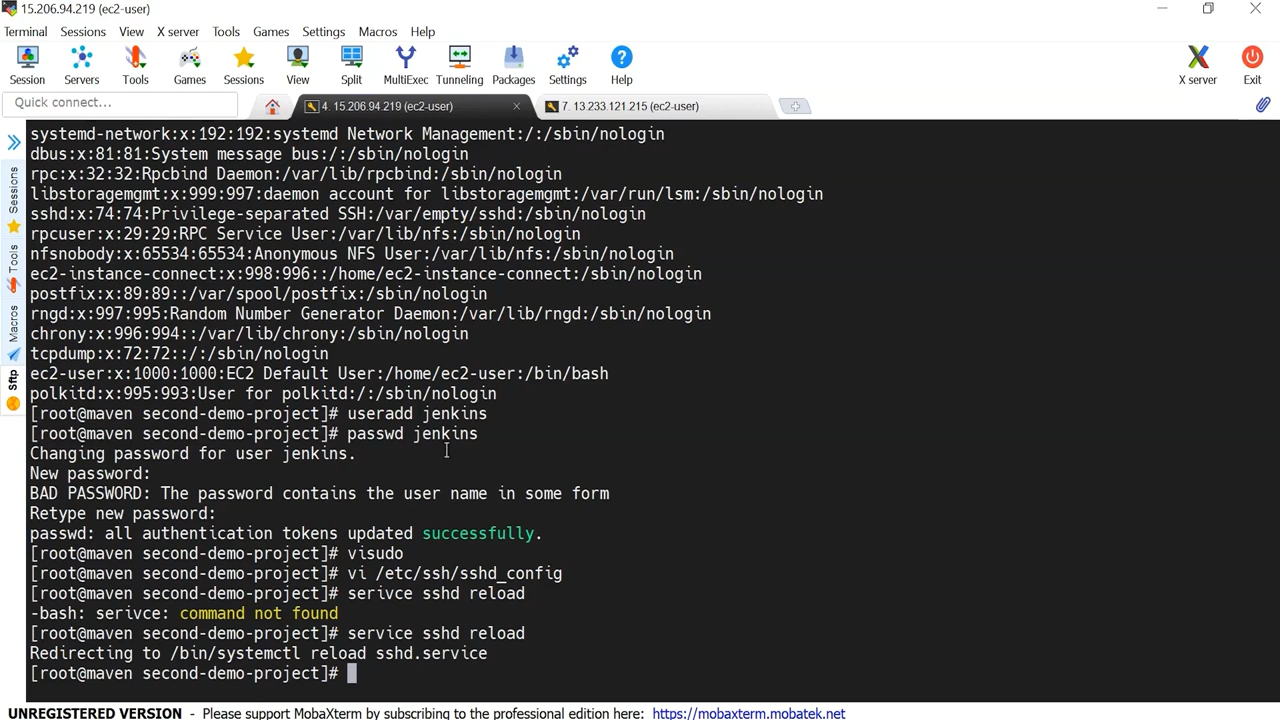 15.206.94.219 (ec2-user)
Terminal Sessions View X server Tools Games Settings Macros Help
Session Servers Tools Games Sessions View Split MultiExec Tunneling Packages Settings Help X server Exit
Quick connect... 4. 15.206.94.219 (ec2-user) 7. 13.233.121.215 (ec2-user)
Sessions
Tools
Macros
Sftp
systemd-network:x:192:192:systemd Network Management:/:/sbin/nologin
dbus:x:81:81:System message bus:/:/sbin/nologin
rpc:x:32:32:Rpcbind Daemon:/var/lib/rpcbind:/sbin/nologin
libstoragemgmt:x:999:997:daemon account for libstoragemgmt:/var/run/lsm:/sbin/nologin
sshd:x:74:74:Privilege-separated SSH:/var/empty/sshd:/sbin/nologin
rpcuser:x:29:29:RPC Service User:/var/lib/nfs:/sbin/nologin
nfsnobody:x:65534:65534:Anonymous NFS User:/var/lib/nfs:/sbin/nologin
ec2-instance-connect:x:998:996::/home/ec2-instance-connect:/sbin/nologin
postfix:x:89:89::/var/spool/postfix:/sbin/nologin
rngd:x:997:995:Random Number Generator Daemon:/var/lib/rngd:/sbin/nologin
chrony:x:996:994::/var/lib/chrony:/sbin/nologin
tcpdump:x:72:72::/:/sbin/nologin
ec2-user:x:1000:1000:EC2 Default User:/home/ec2-user:/bin/bash
polkitd:x:995:993:User for polkitd:/:/sbin/nologin
[root@maven second-demo-project]# useradd jenkins
[root@maven second-demo-project]# passwd jenkins
Changing password for user jenkins.
New password:
BAD PASSWORD: The password contains the user name in some form
Retype new password:
passwd: all authentication tokens updated successfully.
[root@maven second-demo-project]# visudo
[root@maven second-demo-project]# vi /etc/ssh/sshd_config
[root@maven second-demo-project]# serivce sshd reload
-bash: serivce: command not found
[root@maven second-demo-project]# service sshd reload
Redirecting to /bin/systemctl reload sshd.service
[root@maven second-demo-project]#
UNREGISTERED VERSION - Please support MobaXterm by subscribing to the professional edition here: https://mobaxterm.mobatek.net